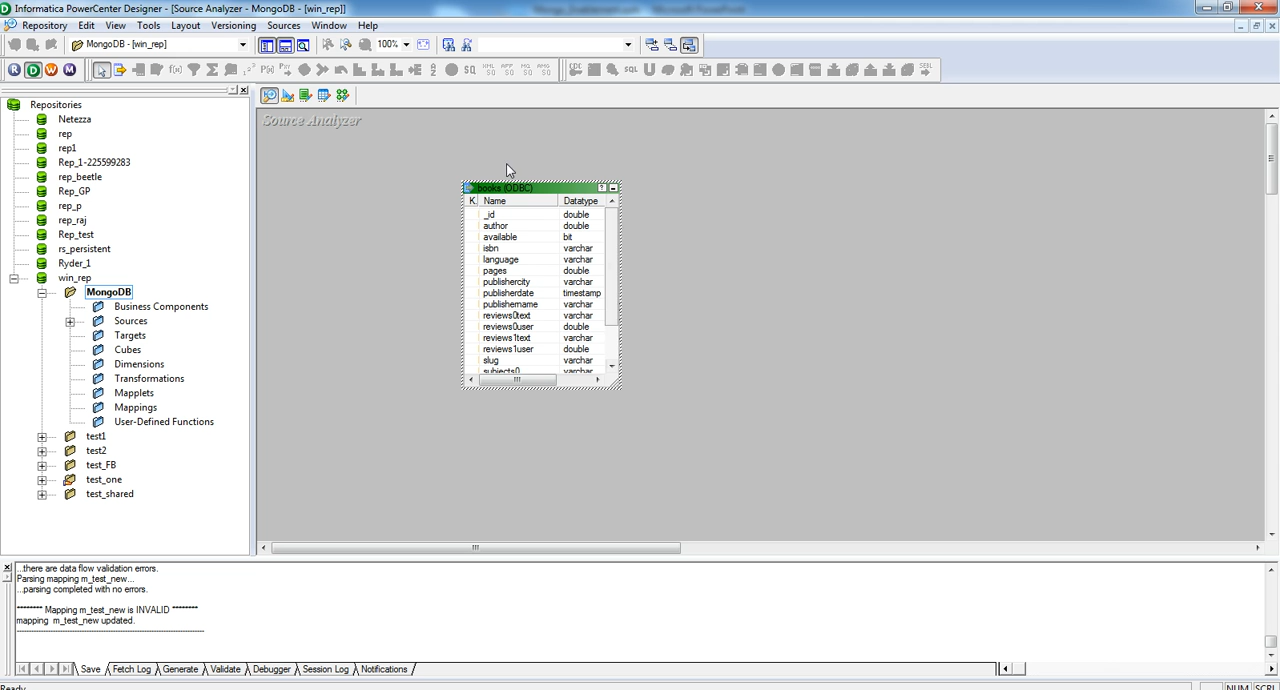 Informatica PowerCenter Designer - [Source Analyzer - MongoDB - [win_rep]]
Repository Edit View Tools Layout Versioning Sources Window Help
MongoDB - [win_rep] 100%
Source Analyzer
Repositories
Netezza
rep
rep1
Rep_1-225599283
rep_beetle
Rep_GP
rep_p
rep_raj
Rep_test
rs_persistent
Ryder_1
win_rep
MongoDB
Business Components
Sources
Targets
Cubes
Dimensions
Transformations
Mapplets
Mappings
User-Defined Functions
test1
test2
test_FB
test_one
test_shared
books (ODBC)
K. Name Datatype
_id double
author double
available bit
isbn varchar
language varchar
pages double
publishercity varchar
publisherdate timestamp
publishername varchar
reviews0text varchar
reviews0user double
reviews1text varchar
reviews1user double
slug varchar
subjects0 varchar
...there are data flow validation errors.
Parsing mapping m_test_new...
...parsing completed with no errors.
******** Mapping m_test_new is INVALID ********
mapping m_test_new updated.
Save Fetch Log Generate Validate Debugger Session Log Notifications
Ready NUM SCRL